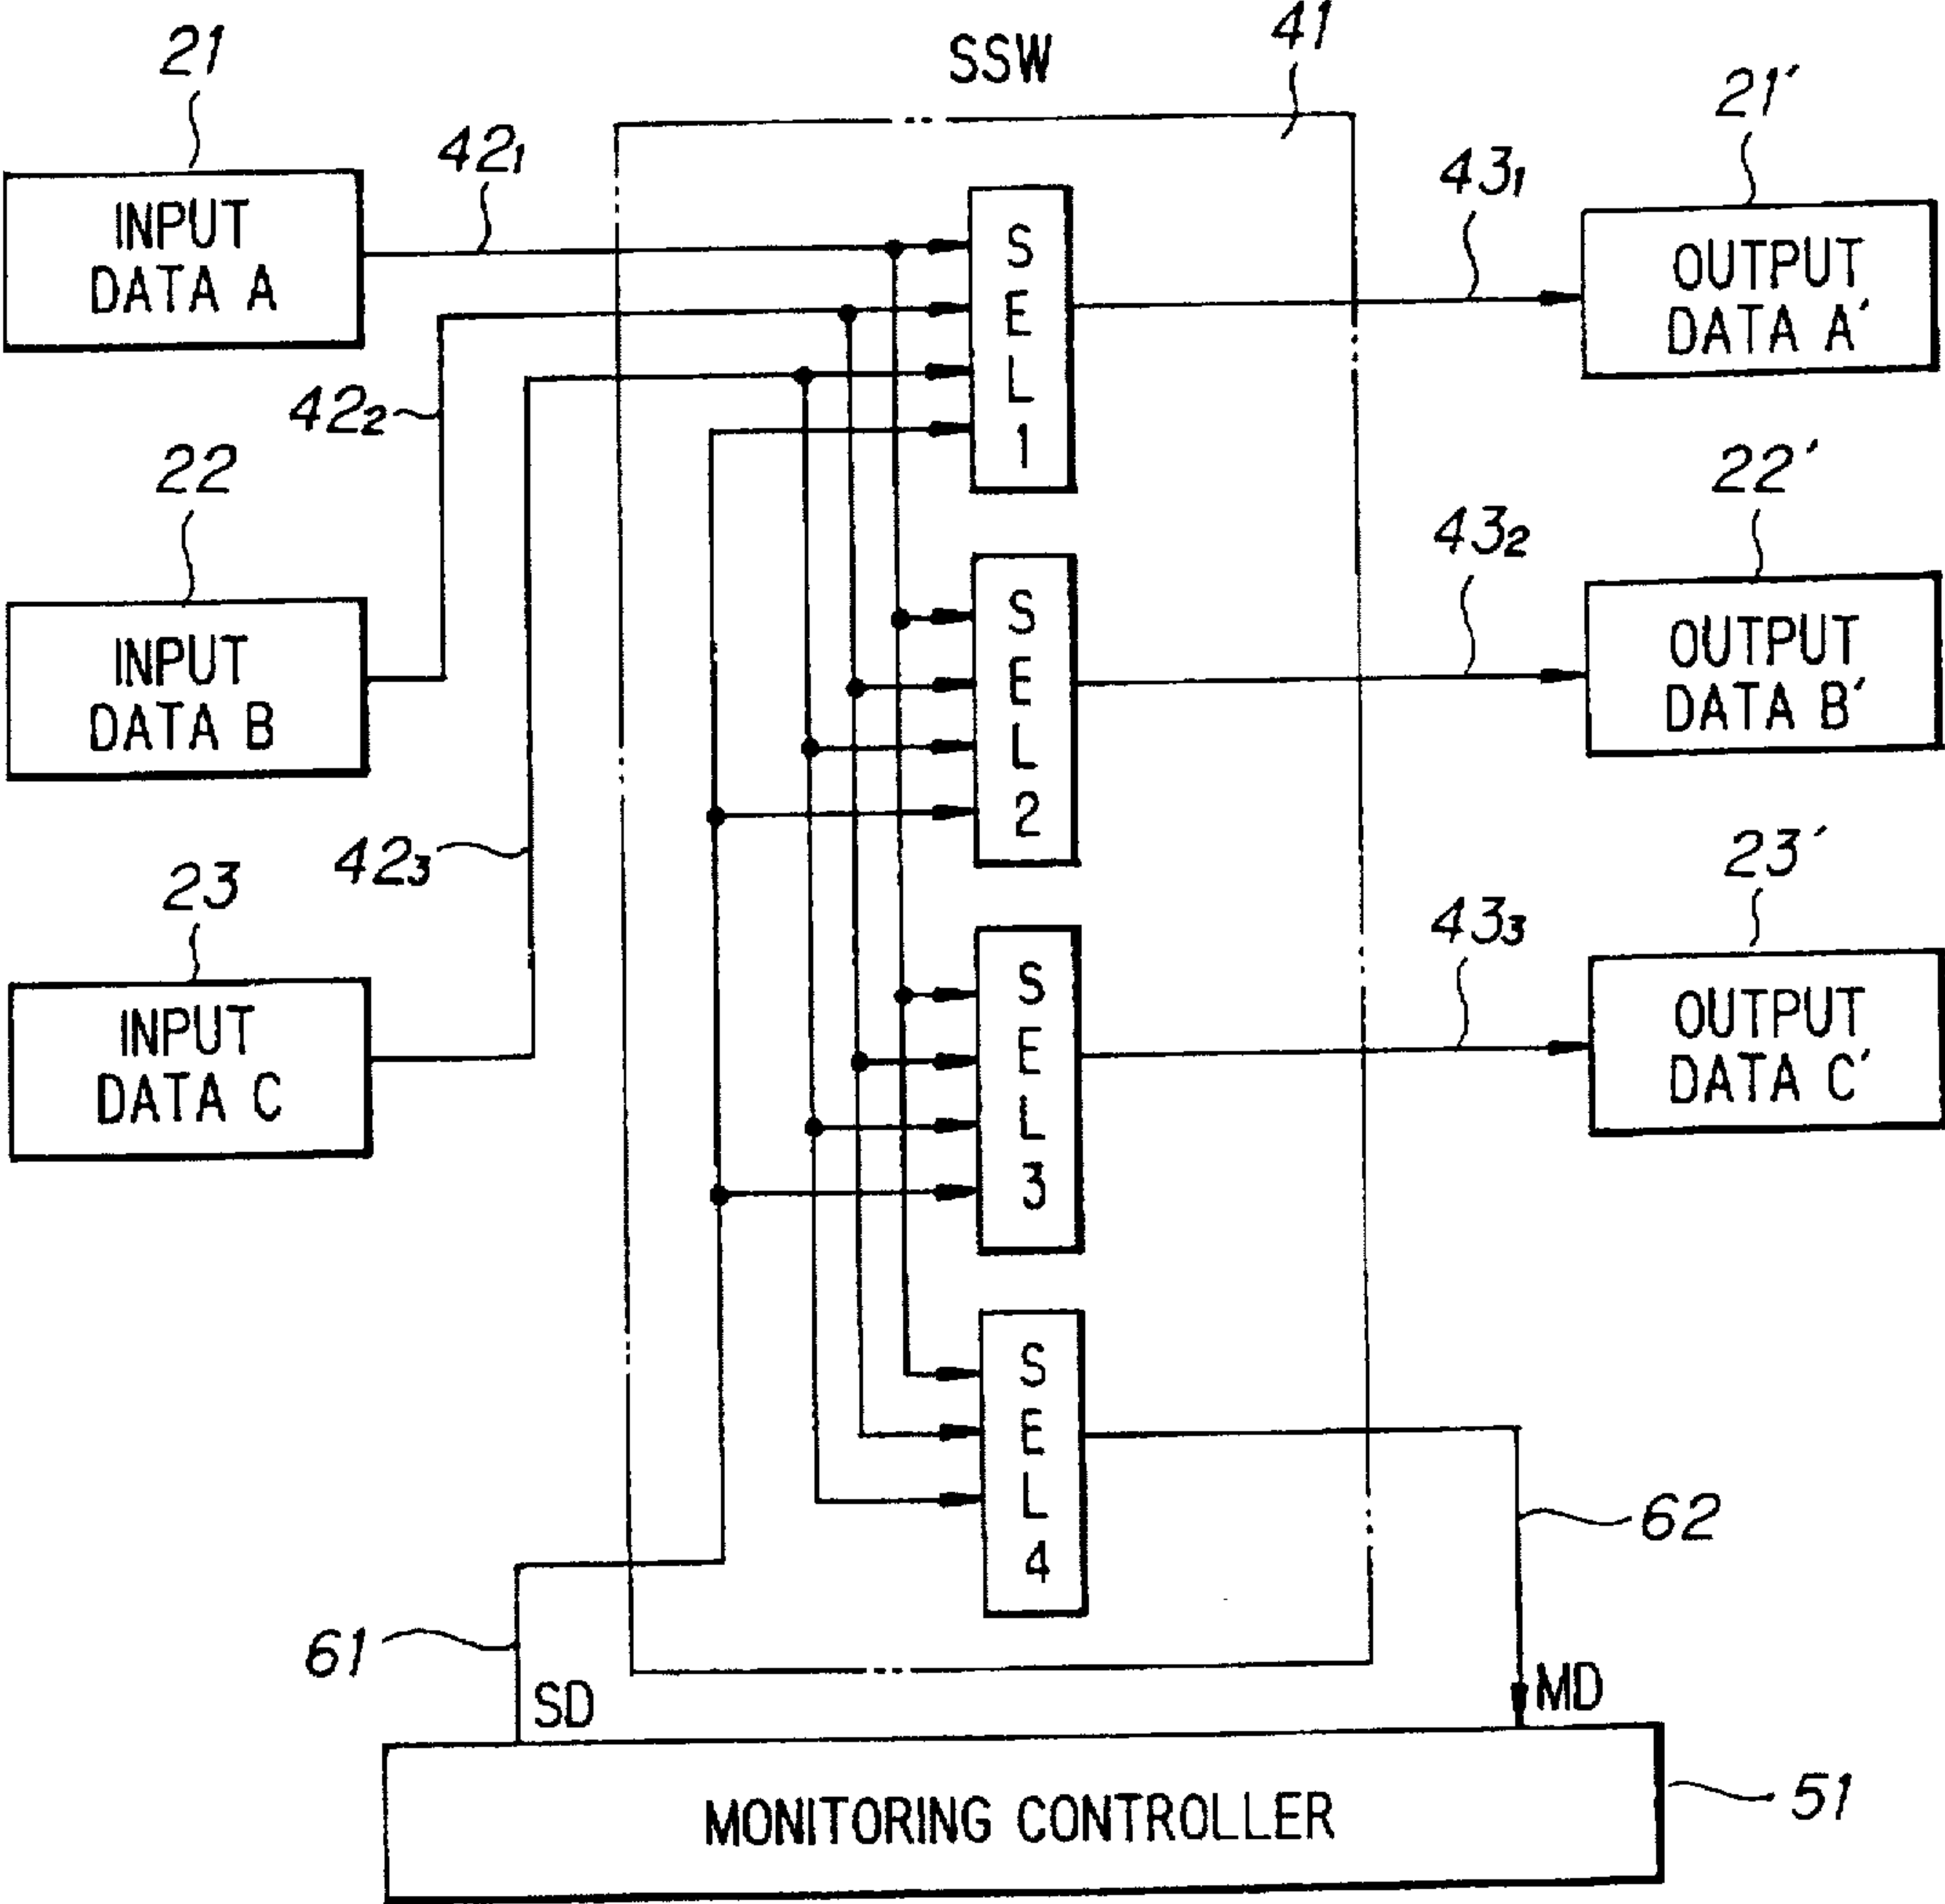 SSW
41
21
42₁
43₁
21′
INPUT
DATA A
S
E
L
1
OUTPUT
DATA A′
42₂
22
43₂
22′
INPUT
DATA B
S
E
L
2
OUTPUT
DATA B′
42₃
23
43₃
23′
INPUT
DATA C
S
E
L
3
OUTPUT
DATA C′
S
E
L
4
62
61
SD
MD
MONITORING CONTROLLER
51